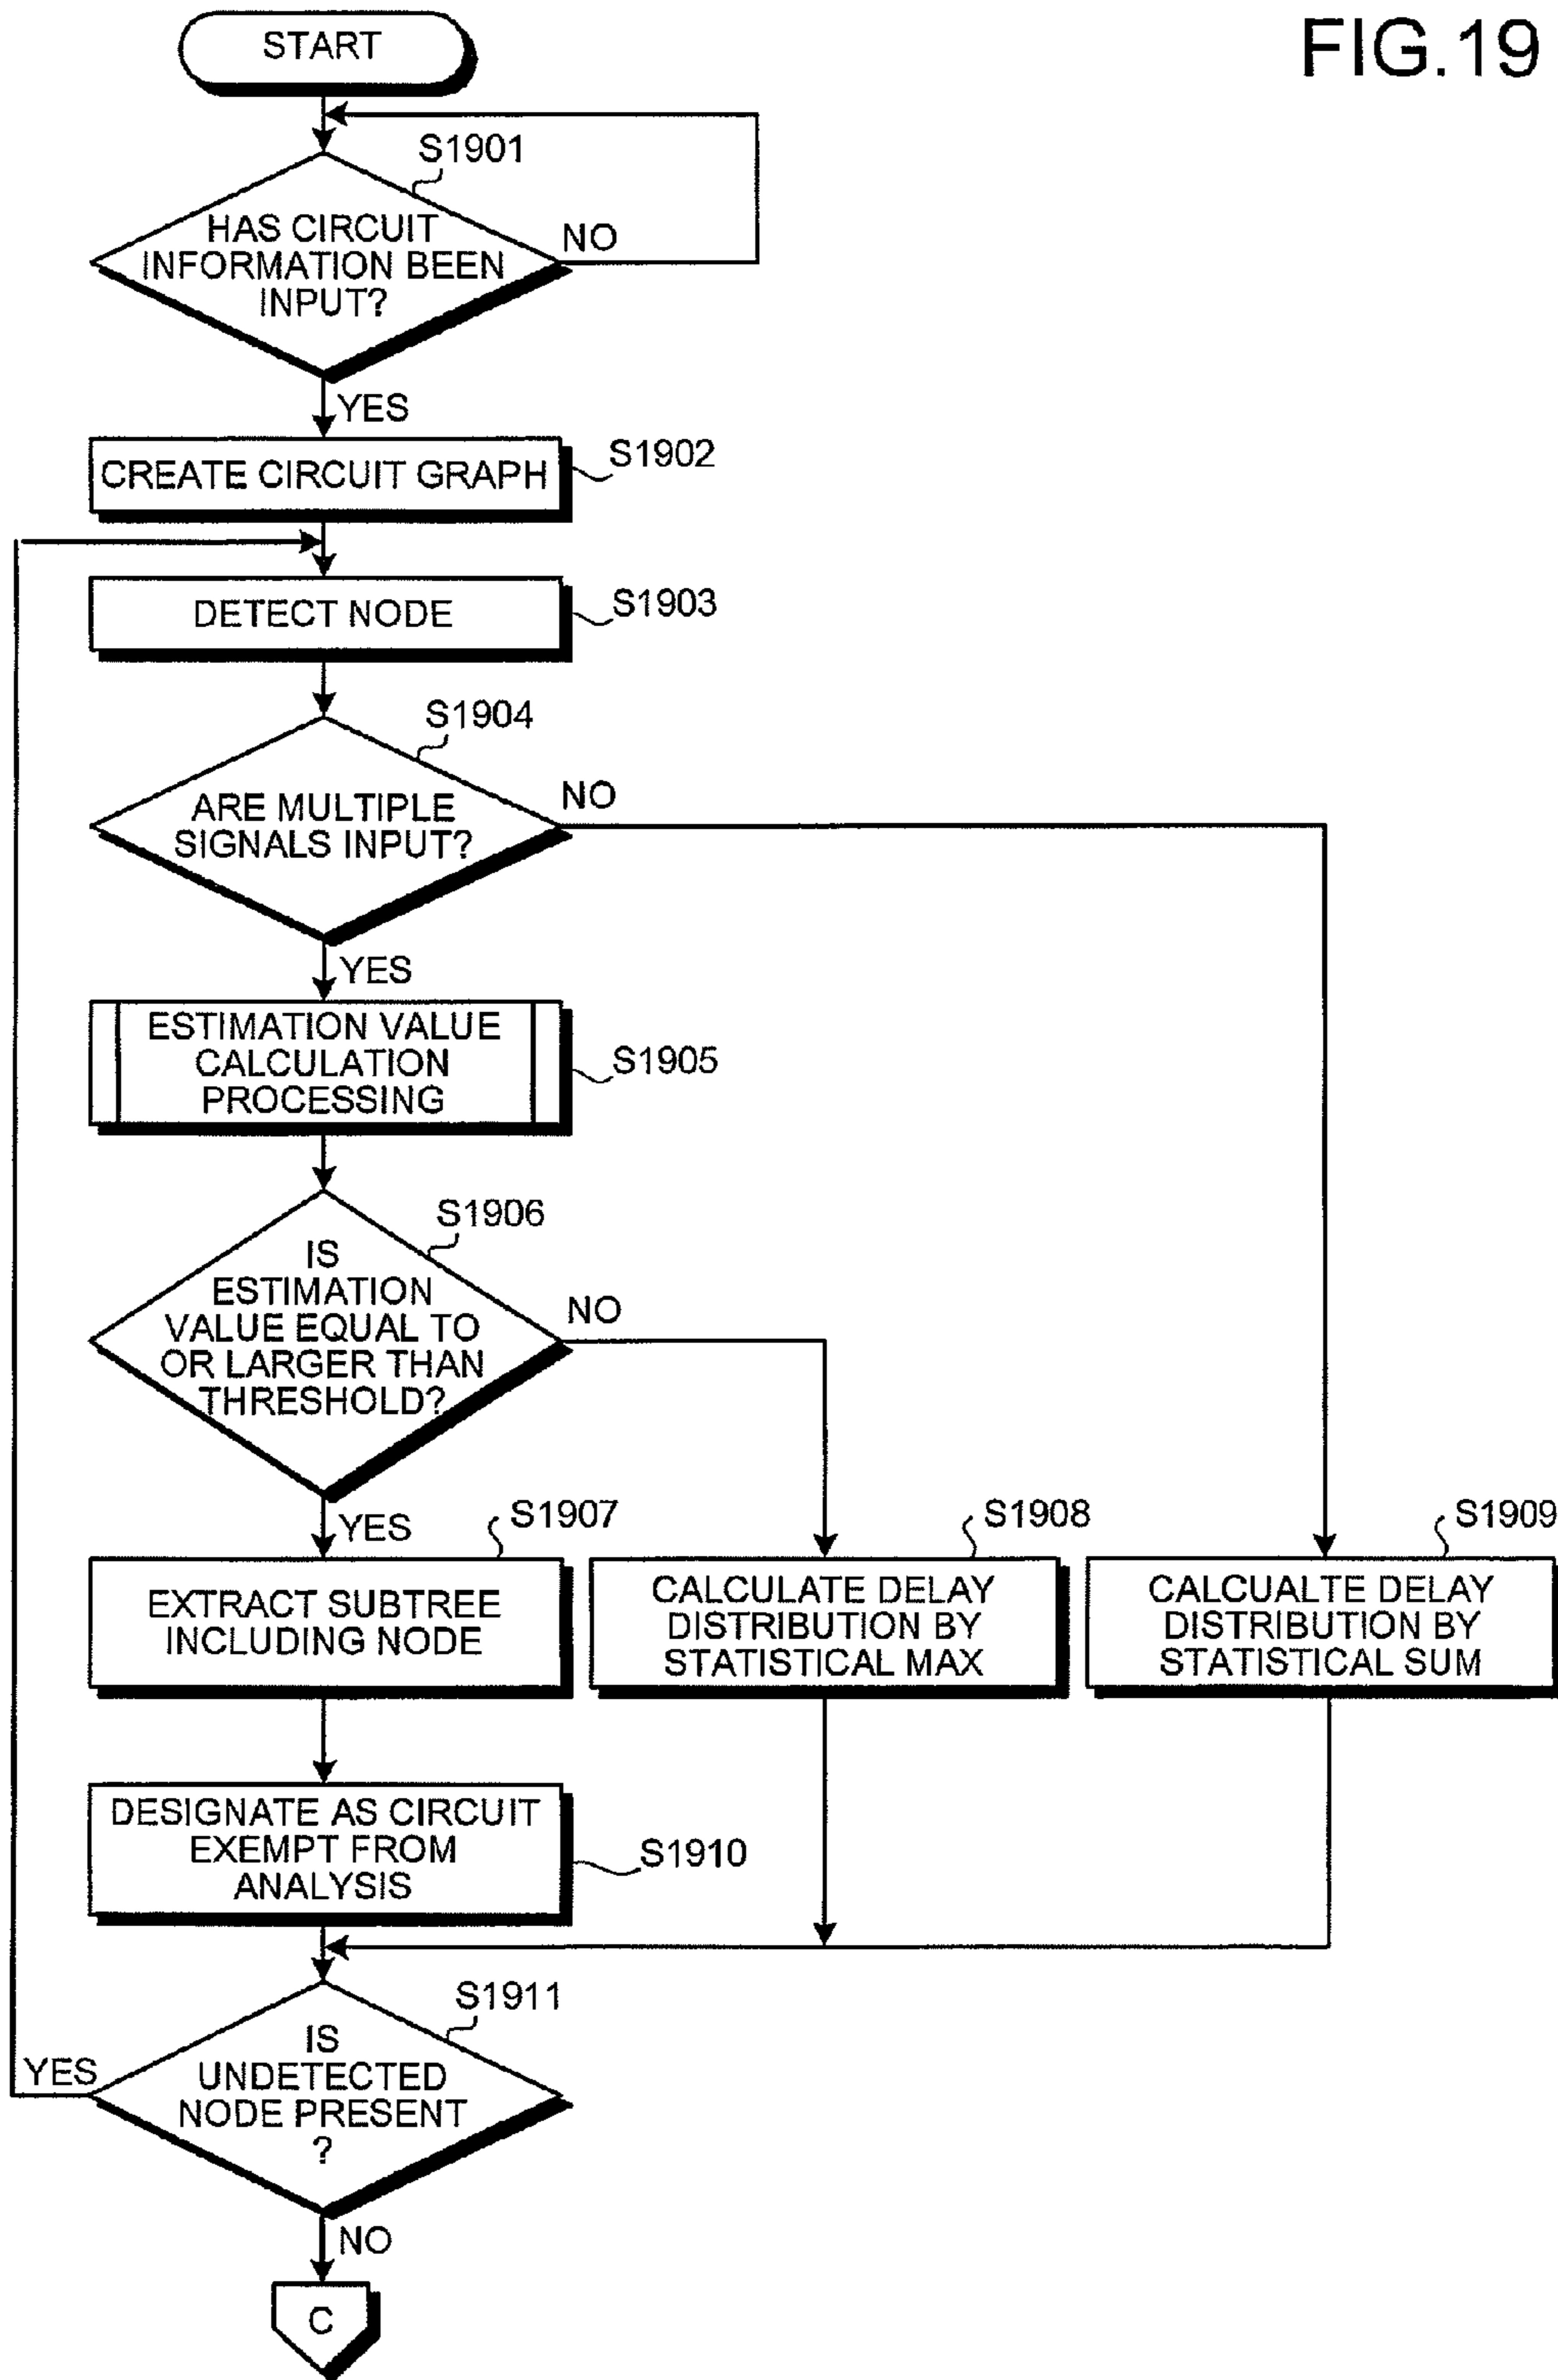 FIG.19
START
S1901
HAS CIRCUIT
INFORMATION BEEN
INPUT?
NO
YES
CREATE CIRCUIT GRAPH
S1902
DETECT NODE
S1903
S1904
ARE MULTIPLE
SIGNALS INPUT?
NO
YES
ESTIMATION VALUE
CALCULATION
PROCESSING
S1905
S1906
IS
ESTIMATION
VALUE EQUAL TO
OR LARGER THAN
THRESHOLD?
NO
YES
S1907
EXTRACT SUBTREE
INCLUDING NODE
S1908
CALCULATE DELAY
DISTRIBUTION BY
STATISTICAL MAX
S1909
CALCUALTE DELAY
DISTRIBUTION BY
STATISTICAL SUM
DESIGNATE AS CIRCUIT
EXEMPT FROM
ANALYSIS
S1910
S1911
IS
UNDETECTED
NODE PRESENT
?
YES
NO
C